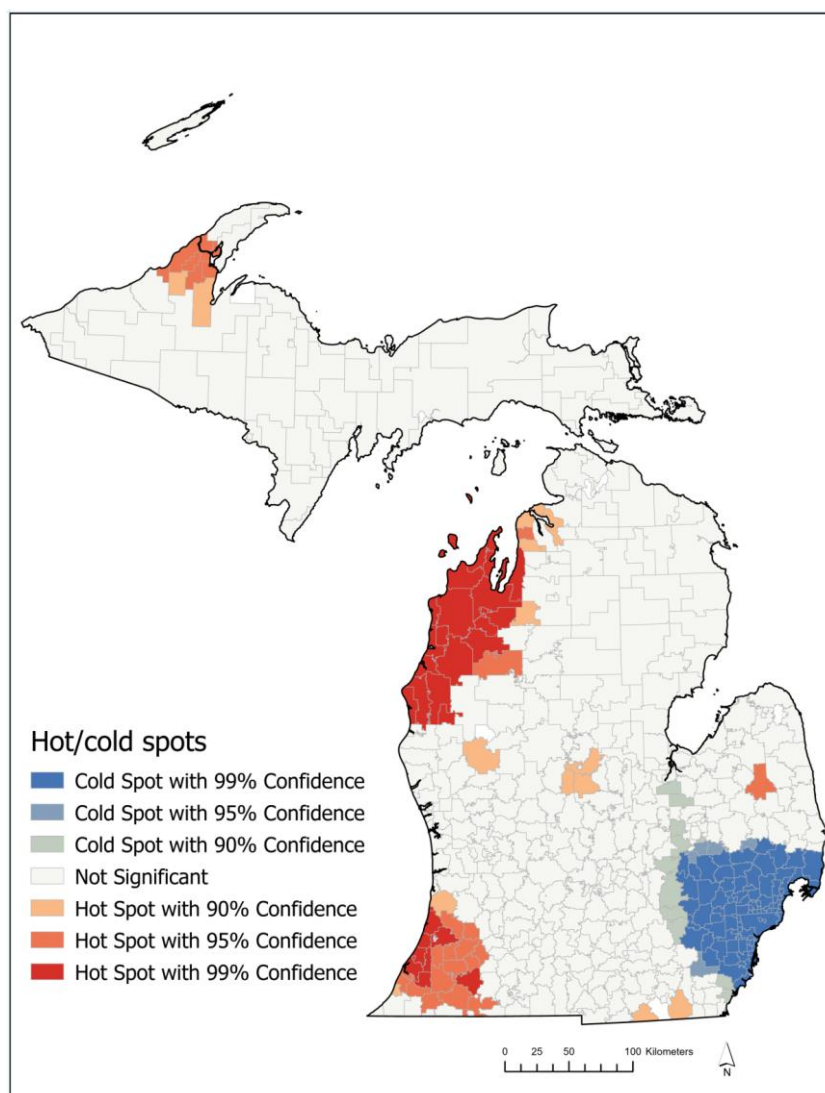 Hot/cold spots
Cold Spot with 99% Confidence
Cold Spot with 95% Confidence
Cold Spot with 90% Confidence
Not Significant
Hot Spot with 90% Confidence
Hot Spot with 95% Confidence
Hot Spot with 99% Confidence
0 25 50 100 Kilometers
N